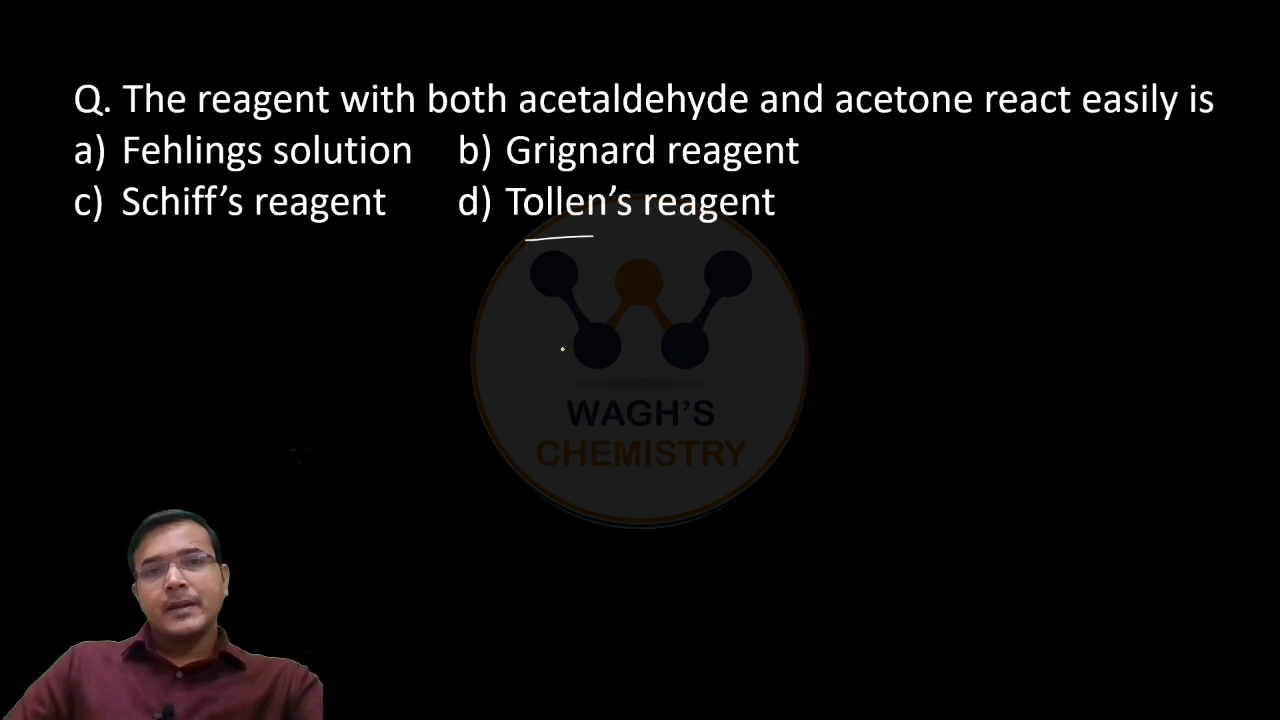 Q. The reagent with both acetaldehyde and acetone react easily is
a) Fehlings solution b) Grignard reagent
c) Schiff’s reagent d) Tollen’s reagent
WAGH’S
CHEMISTRY